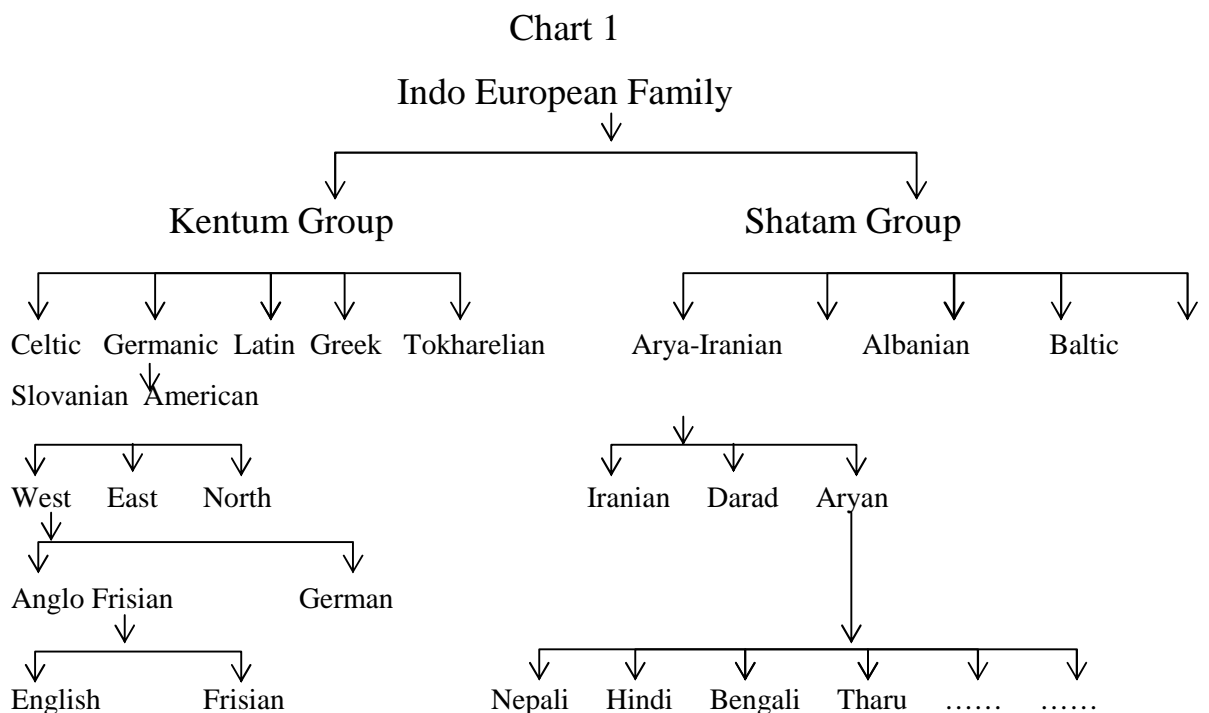 Chart 1
Indo European Family
Kentum Group Shatam Group
Celtic Germanic Latin Greek Tokharelian Arya-Iranian Albanian Baltic
Slovanian American
West East North Iranian Darad Aryan
Anglo Frisian German
English Frisian Nepali Hindi Bengali Tharu …… ……